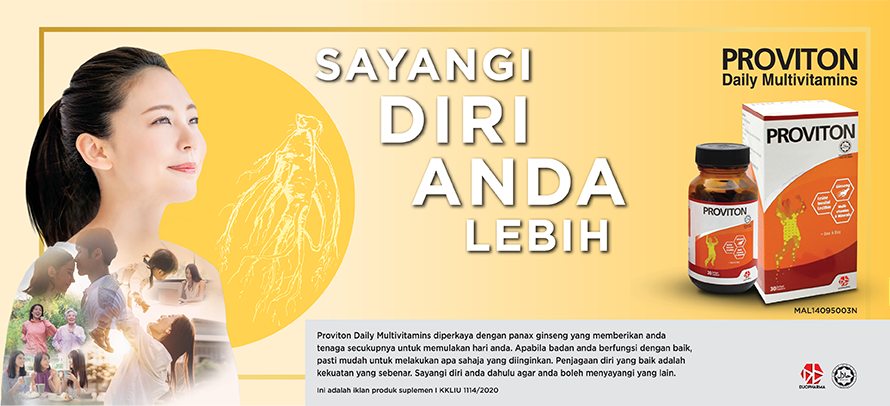 SAYANGI
DIRI
ANDA
LEBIH
PROVITON
Daily Multivitamins
PROVITON
PROVITON
MAL14095003N
Proviton Daily Multivitamins diperkaya dengan panax ginseng yang memberikan anda
tenaga secukupnya untuk memulakan hari anda. Apabila badan anda berfungsi dengan baik,
pasti mudah untuk melakukan apa sahaja yang diinginkan. Penjagaan diri yang baik adalah
kekuatan yang sebenar. Sayangi diri anda dahulu agar anda boleh menyayangi yang lain.
Ini adalah iklan produk suplemen I KKLIU 1114/2020
DUOPHARMA